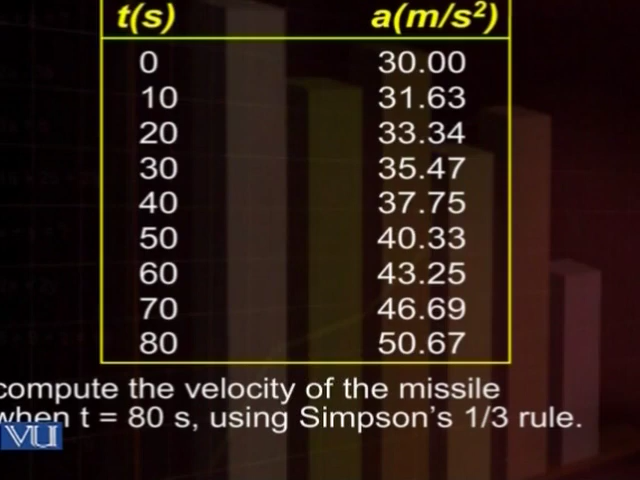 t(s) a(m/s²)
0 30.00
10 31.63
20 33.34
30 35.47
40 37.75
50 40.33
60 43.25
70 46.69
80 50.67
compute the velocity of the missile
when t = 80 s, using Simpson's 1/3 rule.
VU